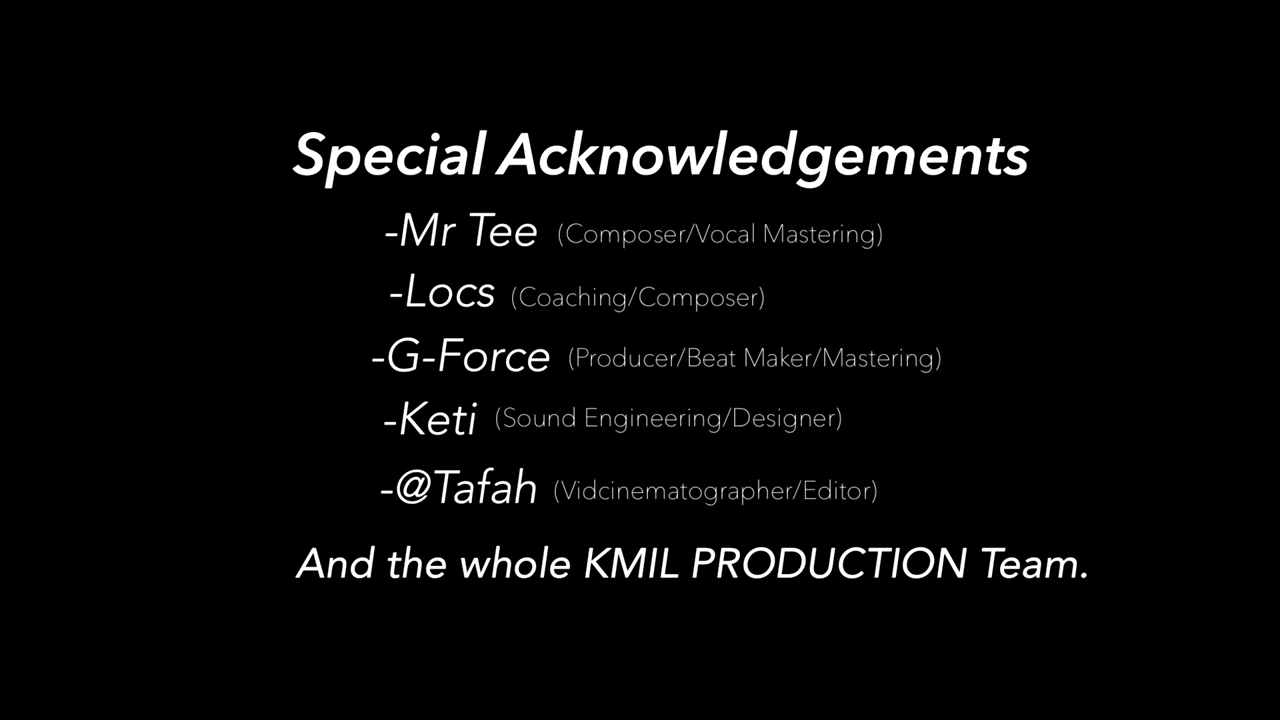 Special Acknowledgements
-Mr Tee (Composer/Vocal Mastering)
-Locs (Coaching/Composer)
-G-Force (Producer/Beat Maker/Mastering)
-Keti (Sound Engineering/Designer)
-@Tafah (Vidcinematographer/Editor)
And the whole KMIL PRODUCTION Team.